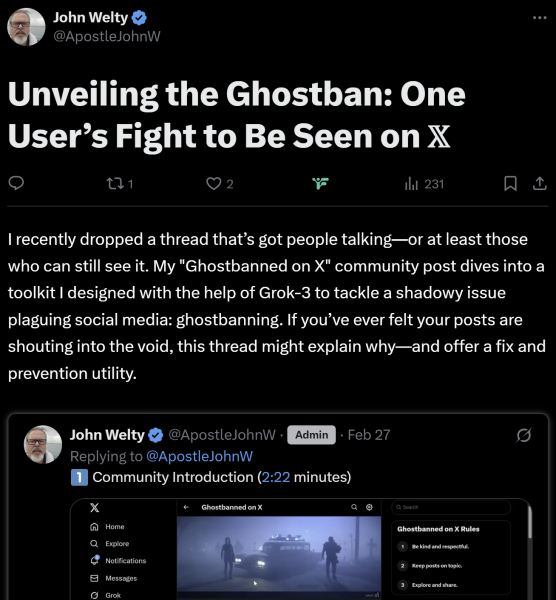 John Welty
@ApostleJohnW
Unveiling the Ghostban: One
User’s Fight to Be Seen on 𝕏
1
2
231
I recently dropped a thread that’s got people talking—or at least those
who can still see it. My "Ghostbanned on X" community post dives into a
toolkit I designed with the help of Grok-3 to tackle a shadowy issue
plaguing social media: ghostbanning. If you’ve ever felt your posts are
shouting into the void, this thread might explain why—and offer a fix and
prevention utility.
John Welty @ApostleJohnW · Admin · Feb 27
Replying to @ApostleJohnW
1 Community Introduction (2:22 minutes)
Ghostbanned on X
Search
Home
Explore
Notifications
Messages
Grok
Ghostbanned on X Rules
1 Be kind and respectful.
2 Keep posts on topic.
3 Explore and share.